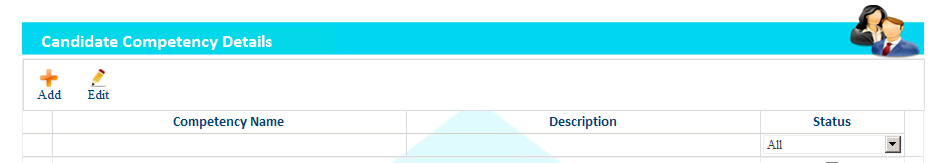 Candidate Competency Details
Add Edit
Competency Name Description Status
All